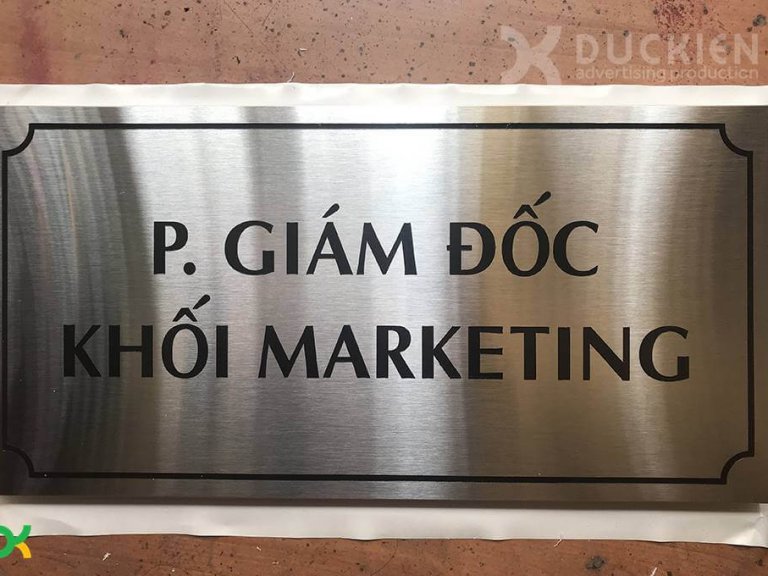 DUCKIEN
advertising production
P. GIÁM ĐỐC
KHỐI MARKETING